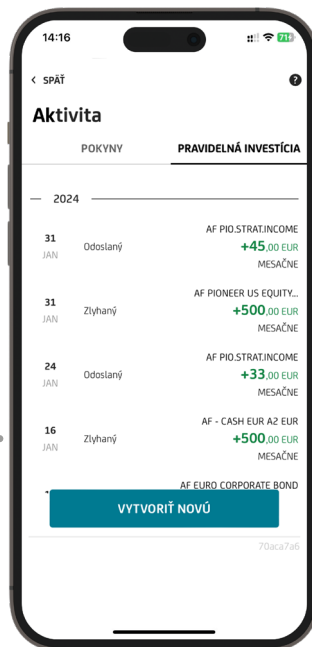 14:16
71
SPÄŤ
?
Aktivita
POKYNY PRAVIDELNÁ INVESTÍCIA
2024
AF PIO.STRAT.INCOME
31 JAN Odoslaný +45,00 EUR
MESAČNE
AF PIONEER US EQUITY...
31 JAN Zlyhaný +500,00 EUR
MESAČNE
AF PIO.STRAT.INCOME
24 JAN Odoslaný +33,00 EUR
MESAČNE
AF - CASH EUR A2 EUR
16 JAN Zlyhaný +500,00 EUR
MESAČNE
AF EURO CORPORATE BOND
VYTVORIŤ NOVÚ
70aca7a6